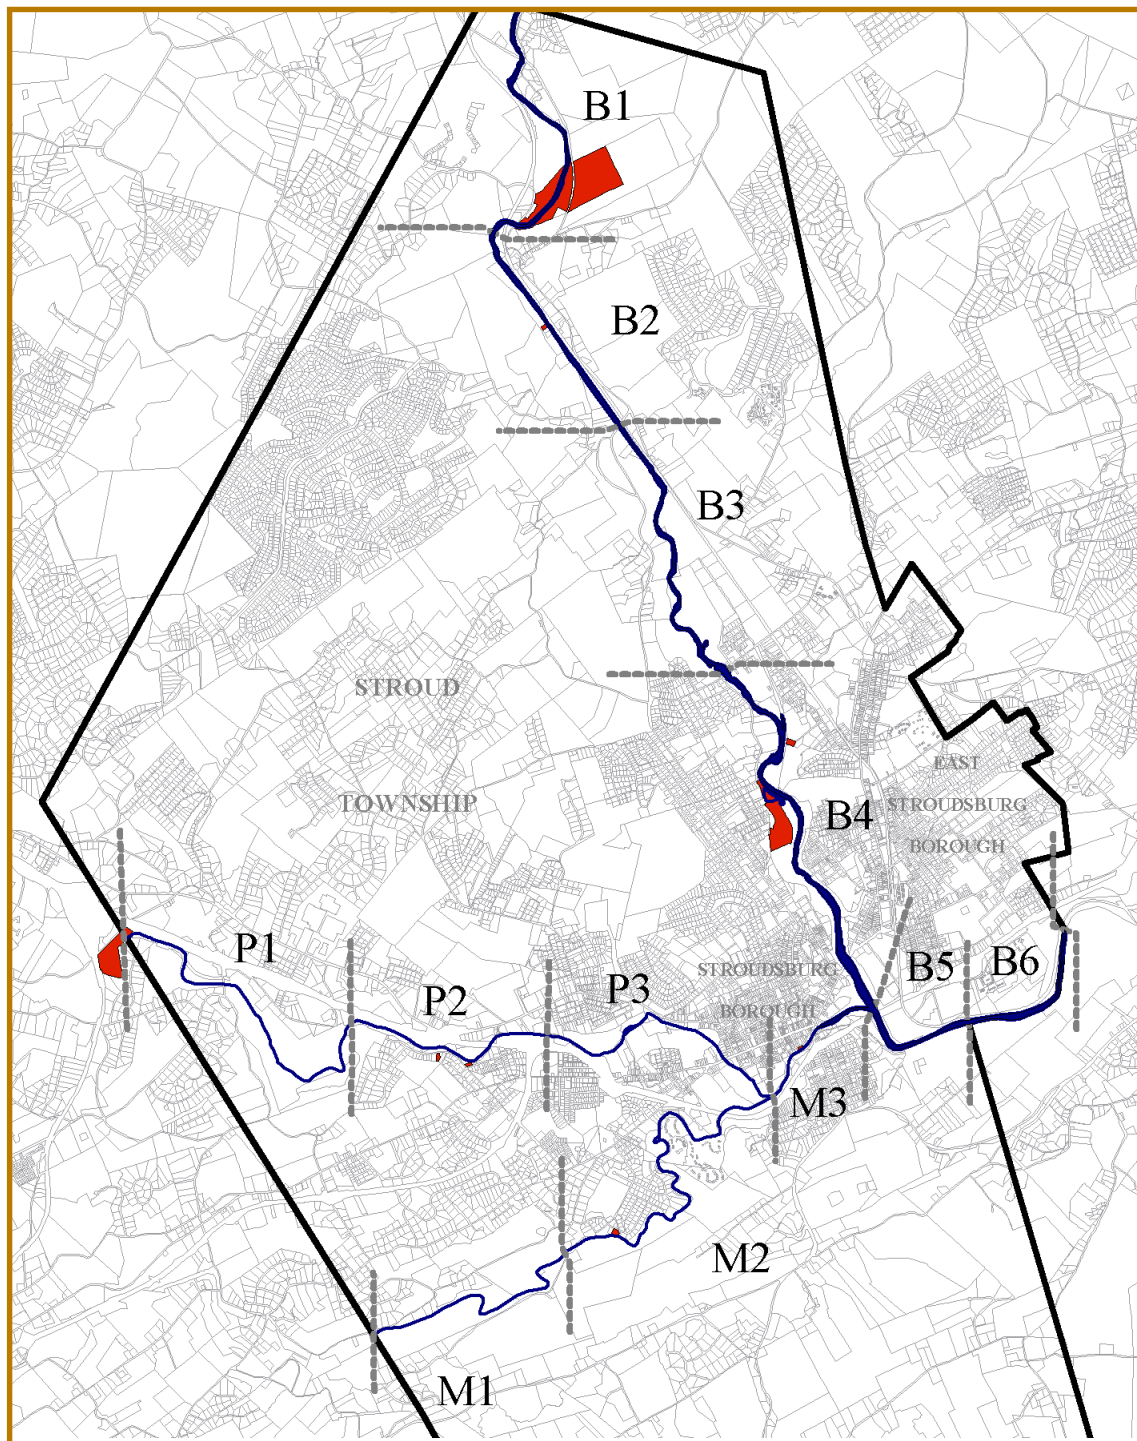 B1
B2
B3
STROUD
TOWNSHIP
EAST
STROUDSBURG
BOROUGH
B4
P1
P2
P3
STROUDSBURG
BOROUGH
B5
B6
M3
M2
M1